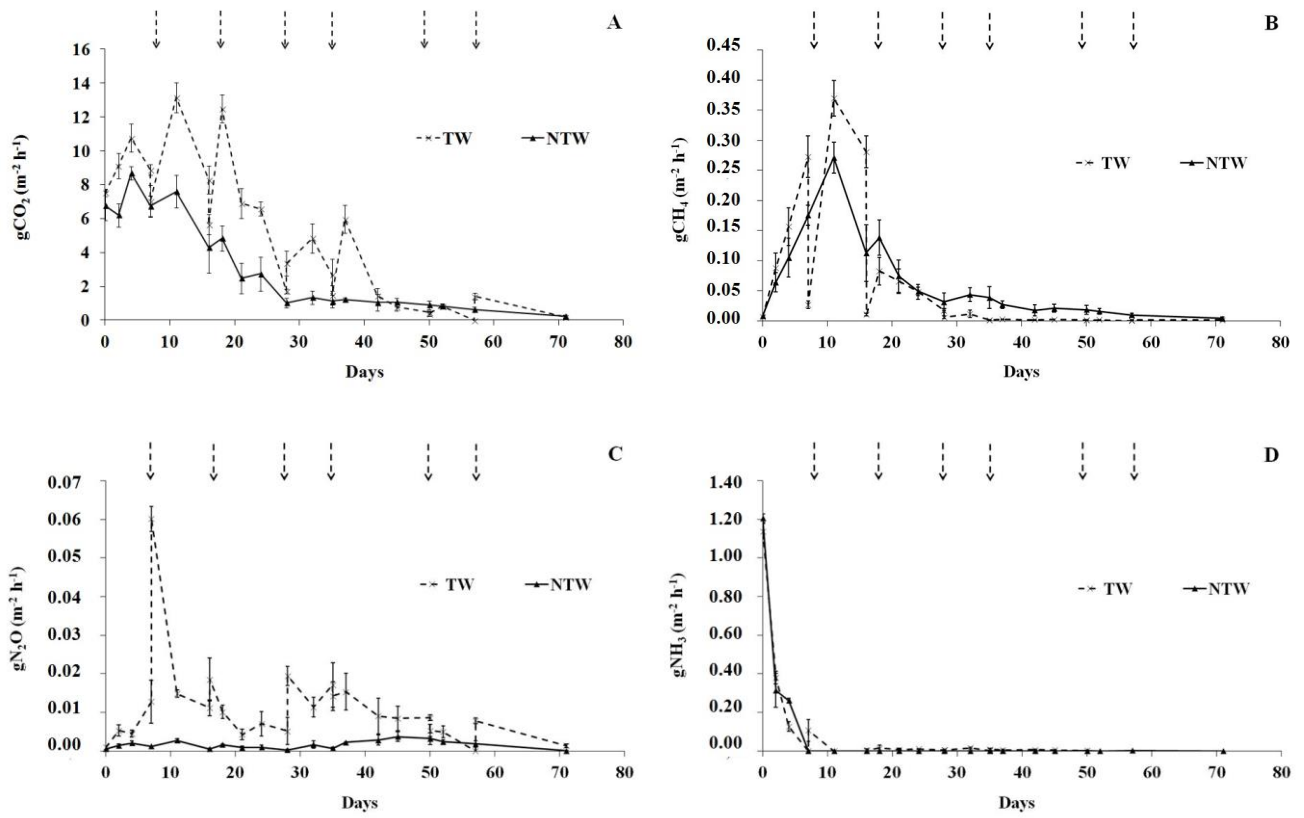 A
16
14
12
10
8
6
4
2
0
gCO₂ (m⁻² h⁻¹)
TW
NTW
0 10 20 30 40 50 60 70 80
Days
B
0.45
0.40
0.35
0.30
0.25
0.20
0.15
0.10
0.05
0.00
gCH₄ (m⁻² h⁻¹)
TW
NTW
0 10 20 30 40 50 60 70 80
Days
C
0.07
0.06
0.05
0.04
0.03
0.02
0.01
0.00
gN₂O (m⁻² h⁻¹)
TW
NTW
0 10 20 30 40 50 60 70 80
Days
D
1.40
1.20
1.00
0.80
0.60
0.40
0.20
0.00
gNH₃ (m⁻² h⁻¹)
TW
NTW
0 10 20 30 40 50 60 70 80
Days